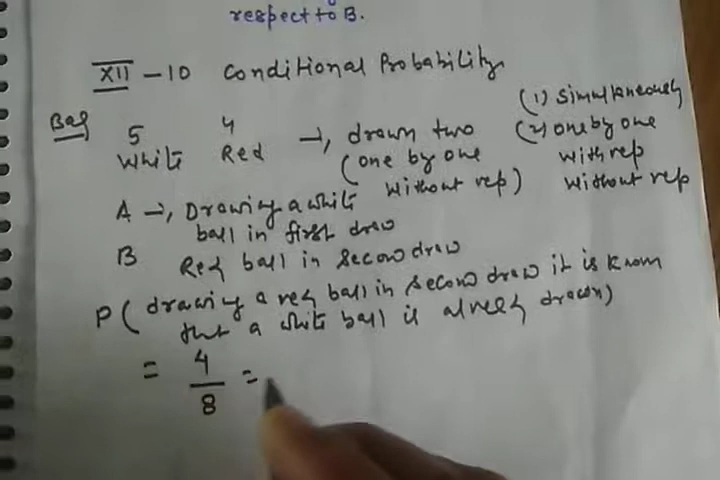 respect to B.
XII - 10 Conditional Probability
Bag 5 White 4 Red → drawn two
(one by one
without rep)
(1) Simultaneously
(2) one by one
with rep
without rep
A → Drawing a white
ball in first draw
B Red ball in second draw
P ( drawing a red ball in second draw it is known
that a white ball is already drawn)
= 4/8 =